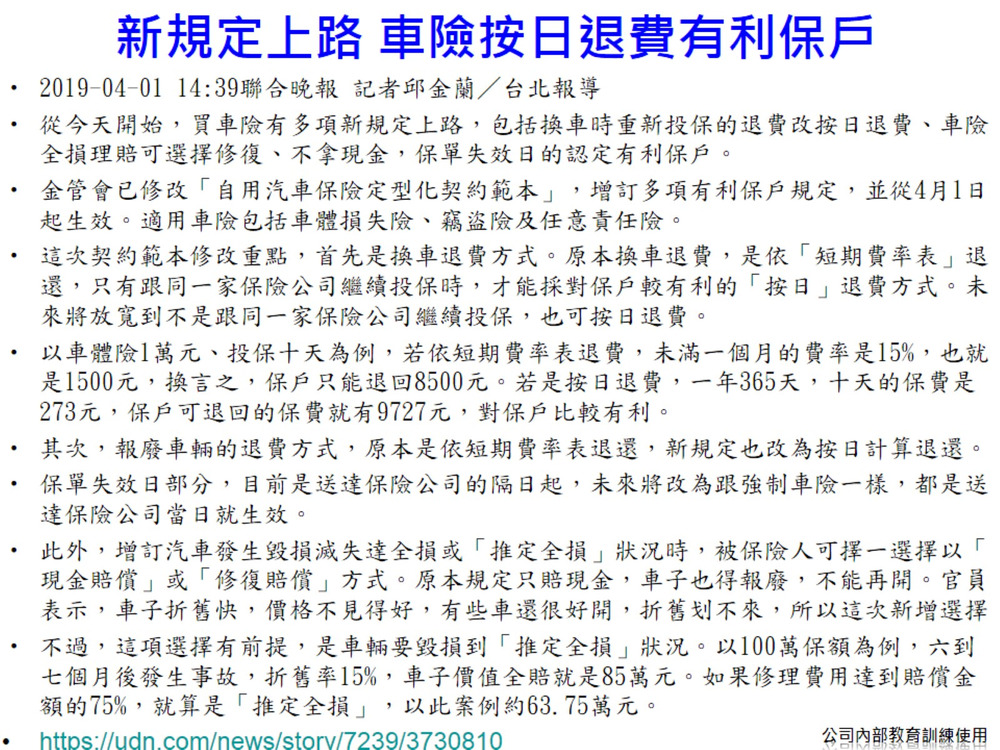 新規定上路 車險按日退費有利保戶
• 2019-04-01 14:39聯合晚報 記者邱金蘭／台北報導
• 從今天開始，買車險有多項新規定上路，包括換車時重新投保的退費改按日退費、車險
全損理賠可選擇修復、不拿現金，保單失效日的認定有利保戶。
• 金管會已修改「自用汽車保險定型化契約範本」，增訂多項有利保戶規定，並從4月1日
起生效。適用車險包括車體損失險、竊盜險及任意責任險。
• 這次契約範本修改重點，首先是換車退費方式。原本換車退費，是依「短期費率表」退
還，只有跟同一家保險公司繼續投保時，才能採對保戶較有利的「按日」退費方式。未
來將放寬到不是跟同一家保險公司繼續投保，也可按日退費。
• 以車體險1萬元、投保十天為例，若依短期費率表退費，未滿一個月的費率是15%，也就
是1500元，換言之，保戶只能退回8500元。若是按日退費，一年365天，十天的保費是
273元，保戶可退回的保費就有9727元，對保戶比較有利。
• 其次，報廢車輛的退費方式，原本是依短期費率表退還，新規定也改為按日計算退還。
• 保單失效日部分，目前是送達保險公司的隔日起，未來將改為跟強制車險一樣，都是送
達保險公司當日就生效。
• 此外，增訂汽車發生毀損滅失達全損或「推定全損」狀況時，被保險人可擇一選擇以「
現金賠償」或「修復賠償」方式。原本規定只賠現金，車子也得報廢，不能再開。官員
表示，車子折舊快，價格不見得好，有些車還很好開，折舊划不來，所以這次新增選擇
• 不過，這項選擇有前提，是車輛要毀損到「推定全損」狀況。以100萬保額為例，六到
七個月後發生事故，折舊率15%，車子價值全賠就是85萬元。如果修理費用達到賠償金
額的75%，就算是「推定全損」，以此案例約63.75萬元。
• https://udn.com/news/story/7239/3730810
公司內部教育訓練使用